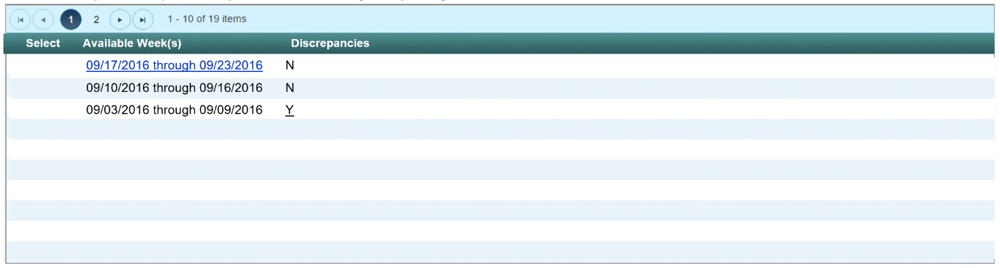 1 2 1 - 10 of 19 items
Select Available Week(s) Discrepancies
09/17/2016 through 09/23/2016 N
09/10/2016 through 09/16/2016 N
09/03/2016 through 09/09/2016 Y